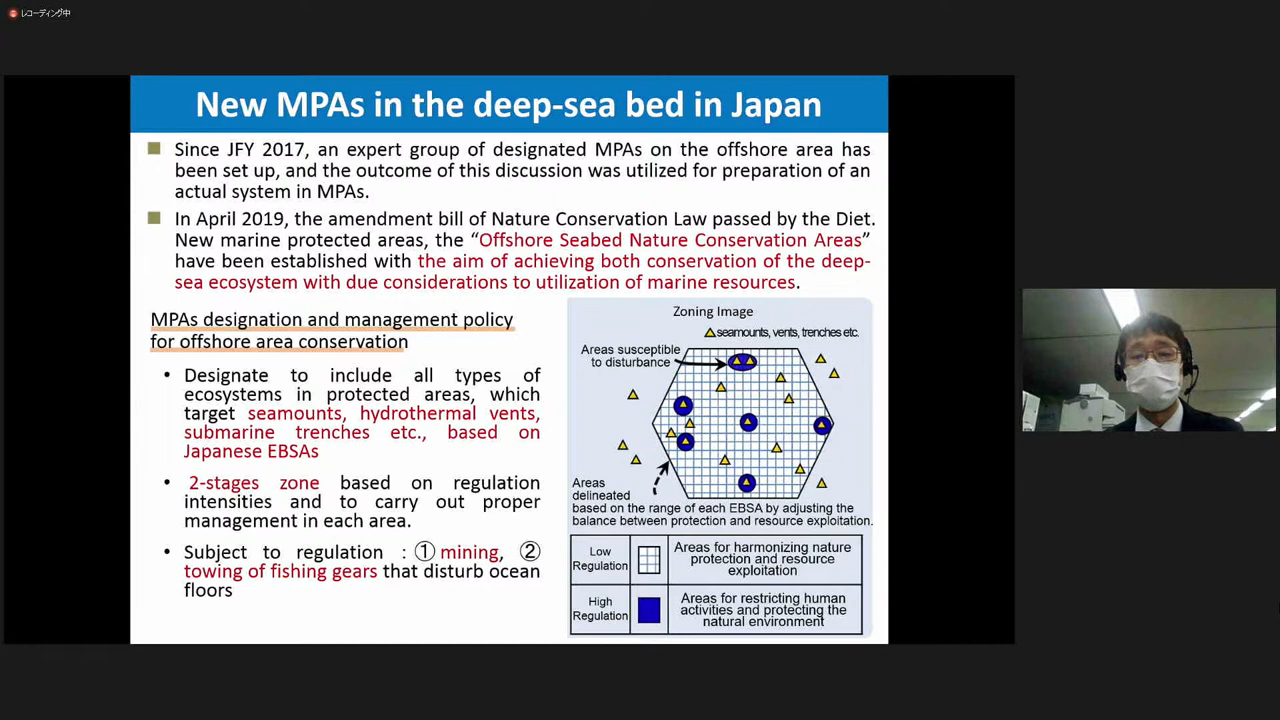 レコーディング中
New MPAs in the deep-sea bed in Japan
Since JFY 2017, an expert group of designated MPAs on the offshore area has
been set up, and the outcome of this discussion was utilized for preparation of an
actual system in MPAs.
In April 2019, the amendment bill of Nature Conservation Law passed by the Diet.
New marine protected areas, the “Offshore Seabed Nature Conservation Areas”
have been established with the aim of achieving both conservation of the deep-
sea ecosystem with due considerations to utilization of marine resources.
MPAs designation and management policy
for offshore area conservation
• Designate to include all types of
ecosystems in protected areas, which
target seamounts, hydrothermal vents,
submarine trenches etc., based on
Japanese EBSAs
• 2-stages zone based on regulation
intensities and to carry out proper
management in each area.
• Subject to regulation : ① mining, ②
towing of fishing gears that disturb ocean
floors
Zoning Image
seamounts, vents, trenches etc.
Areas susceptible
to disturbance
Areas
delineated
based on the range of each EBSA by adjusting the
balance between protection and resource exploitation.
Low
Regulation
Areas for harmonizing nature
protection and resource
exploitation
High
Regulation
Areas for restricting human
activities and protecting the
natural environment